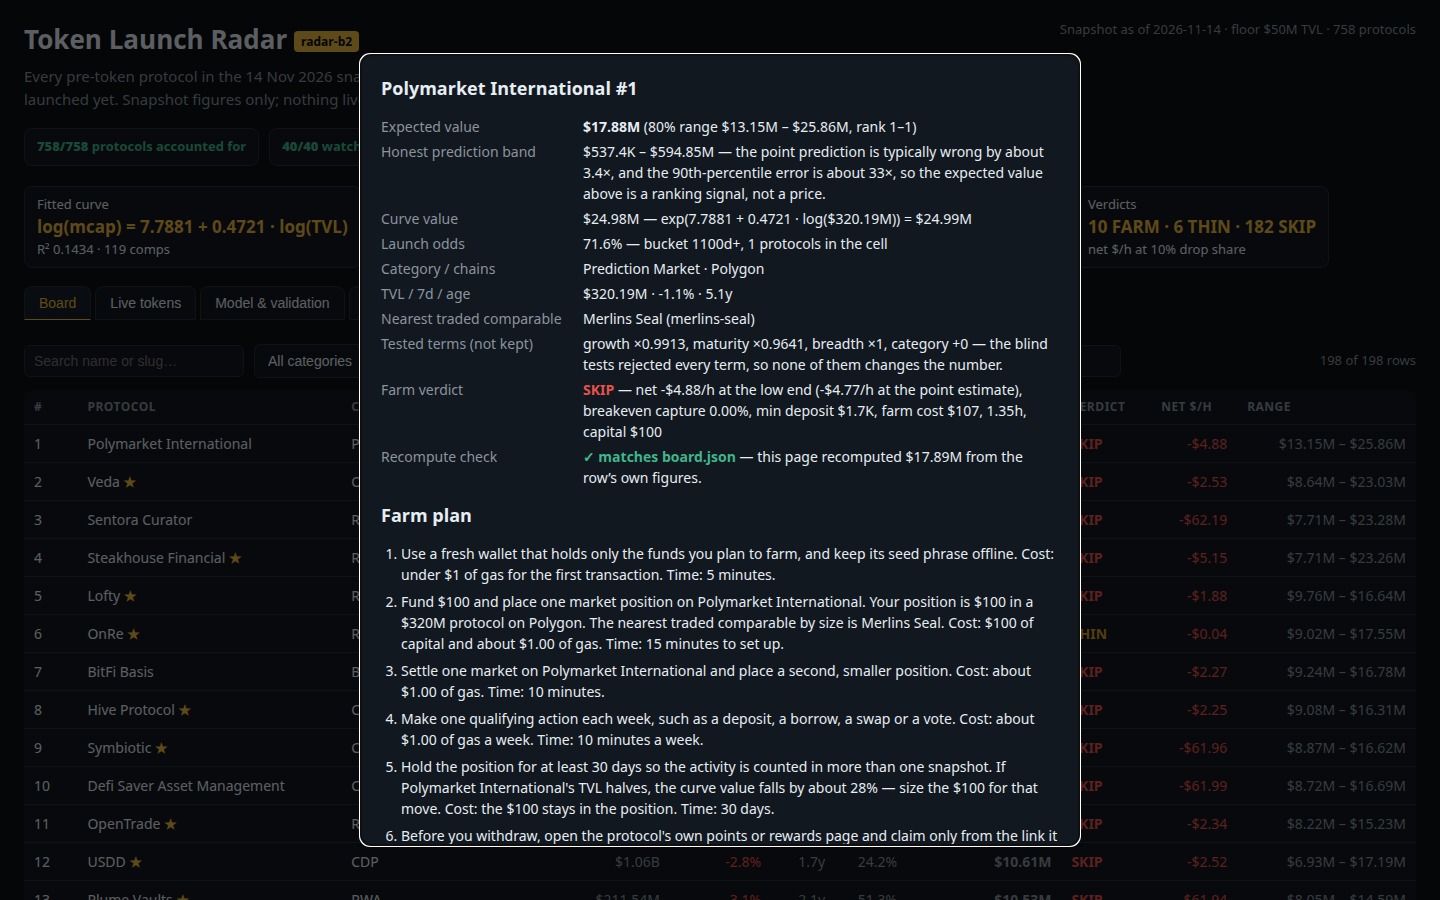 Token Launch Radar radar-b2
Snapshot as of 2026-11-14 · floor $50M TVL · 758 protocols
Every pre-token protocol in the 14 Nov 2026 sna
launched yet. Snapshot figures only; nothing liv
758/758 protocols accounted for
40/40 watch
Fitted curve
log(mcap) = 7.7881 + 0.4721 · log(TVL)
R² 0.1434 · 119 comps
Verdicts
10 FARM · 6 THIN · 182 SKIP
net $/h at 10% drop share
Board
Live tokens
Model & validation
Search name or slug…
All categories
198 of 198 rows
# PROTOCOL C ERDICT NET $/H RANGE
1 Polymarket International P KIP -$4.88 $13.15M – $25.86M
2 Veda ★ C KIP -$2.53 $8.64M – $23.03M
3 Sentora Curator R KIP -$62.19 $7.71M – $23.28M
4 Steakhouse Financial ★ R KIP -$5.15 $7.71M – $23.26M
5 Lofty ★ R KIP -$1.88 $9.76M – $16.64M
6 OnRe ★ R HIN -$0.04 $9.02M – $17.55M
7 BitFi Basis B KIP -$2.27 $9.24M – $16.78M
8 Hive Protocol ★ C KIP -$2.25 $9.08M – $16.31M
9 Symbiotic ★ C KIP -$61.96 $8.87M – $16.62M
10 Defi Saver Asset Management C KIP -$61.99 $8.72M – $16.69M
11 OpenTrade ★ R KIP -$2.34 $8.22M – $15.23M
12 USDD ★ CDP $1.06B -2.8% 1.7y 24.2% $10.61M SKIP -$2.52 $6.93M – $17.19M
13 Plume Vaults ★ RWA $211.54M -3.1% 2.1y 51.3% $10.53M SKIP -$61.94 $8.05M – $14.59M
Polymarket International #1
Expected value $17.88M (80% range $13.15M – $25.86M, rank 1–1)
Honest prediction band $537.4K – $594.85M — the point prediction is typically wrong by about
3.4×, and the 90th-percentile error is about 33×, so the expected value
above is a ranking signal, not a price.
Curve value $24.98M — exp(7.7881 + 0.4721 · log($320.19M)) = $24.99M
Launch odds 71.6% — bucket 1100d+, 1 protocols in the cell
Category / chains Prediction Market · Polygon
TVL / 7d / age $320.19M · -1.1% · 5.1y
Nearest traded comparable Merlins Seal (merlins-seal)
Tested terms (not kept) growth ×0.9913, maturity ×0.9641, breadth ×1, category +0 — the blind
tests rejected every term, so none of them changes the number.
Farm verdict SKIP — net -$4.88/h at the low end (-$4.77/h at the point estimate),
breakeven capture 0.00%, min deposit $1.7K, farm cost $107, 1.35h,
capital $100
Recompute check ✓ matches board.json — this page recomputed $17.89M from the
row's own figures.
Farm plan
1. Use a fresh wallet that holds only the funds you plan to farm, and keep its seed phrase offline. Cost:
under $1 of gas for the first transaction. Time: 5 minutes.
2. Fund $100 and place one market position on Polymarket International. Your position is $100 in a
$320M protocol on Polygon. The nearest traded comparable by size is Merlins Seal. Cost: $100 of
capital and about $1.00 of gas. Time: 15 minutes to set up.
3. Settle one market on Polymarket International and place a second, smaller position. Cost: about
$1.00 of gas. Time: 10 minutes.
4. Make one qualifying action each week, such as a deposit, a borrow, a swap or a vote. Cost: about
$1.00 of gas a week. Time: 10 minutes a week.
5. Hold the position for at least 30 days so the activity is counted in more than one snapshot. If
Polymarket International's TVL halves, the curve value falls by about 28% — size the $100 for that
move. Cost: the $100 stays in the position. Time: 30 days.
6. Before you withdraw, open the protocol's own points or rewards page and claim only from the link it